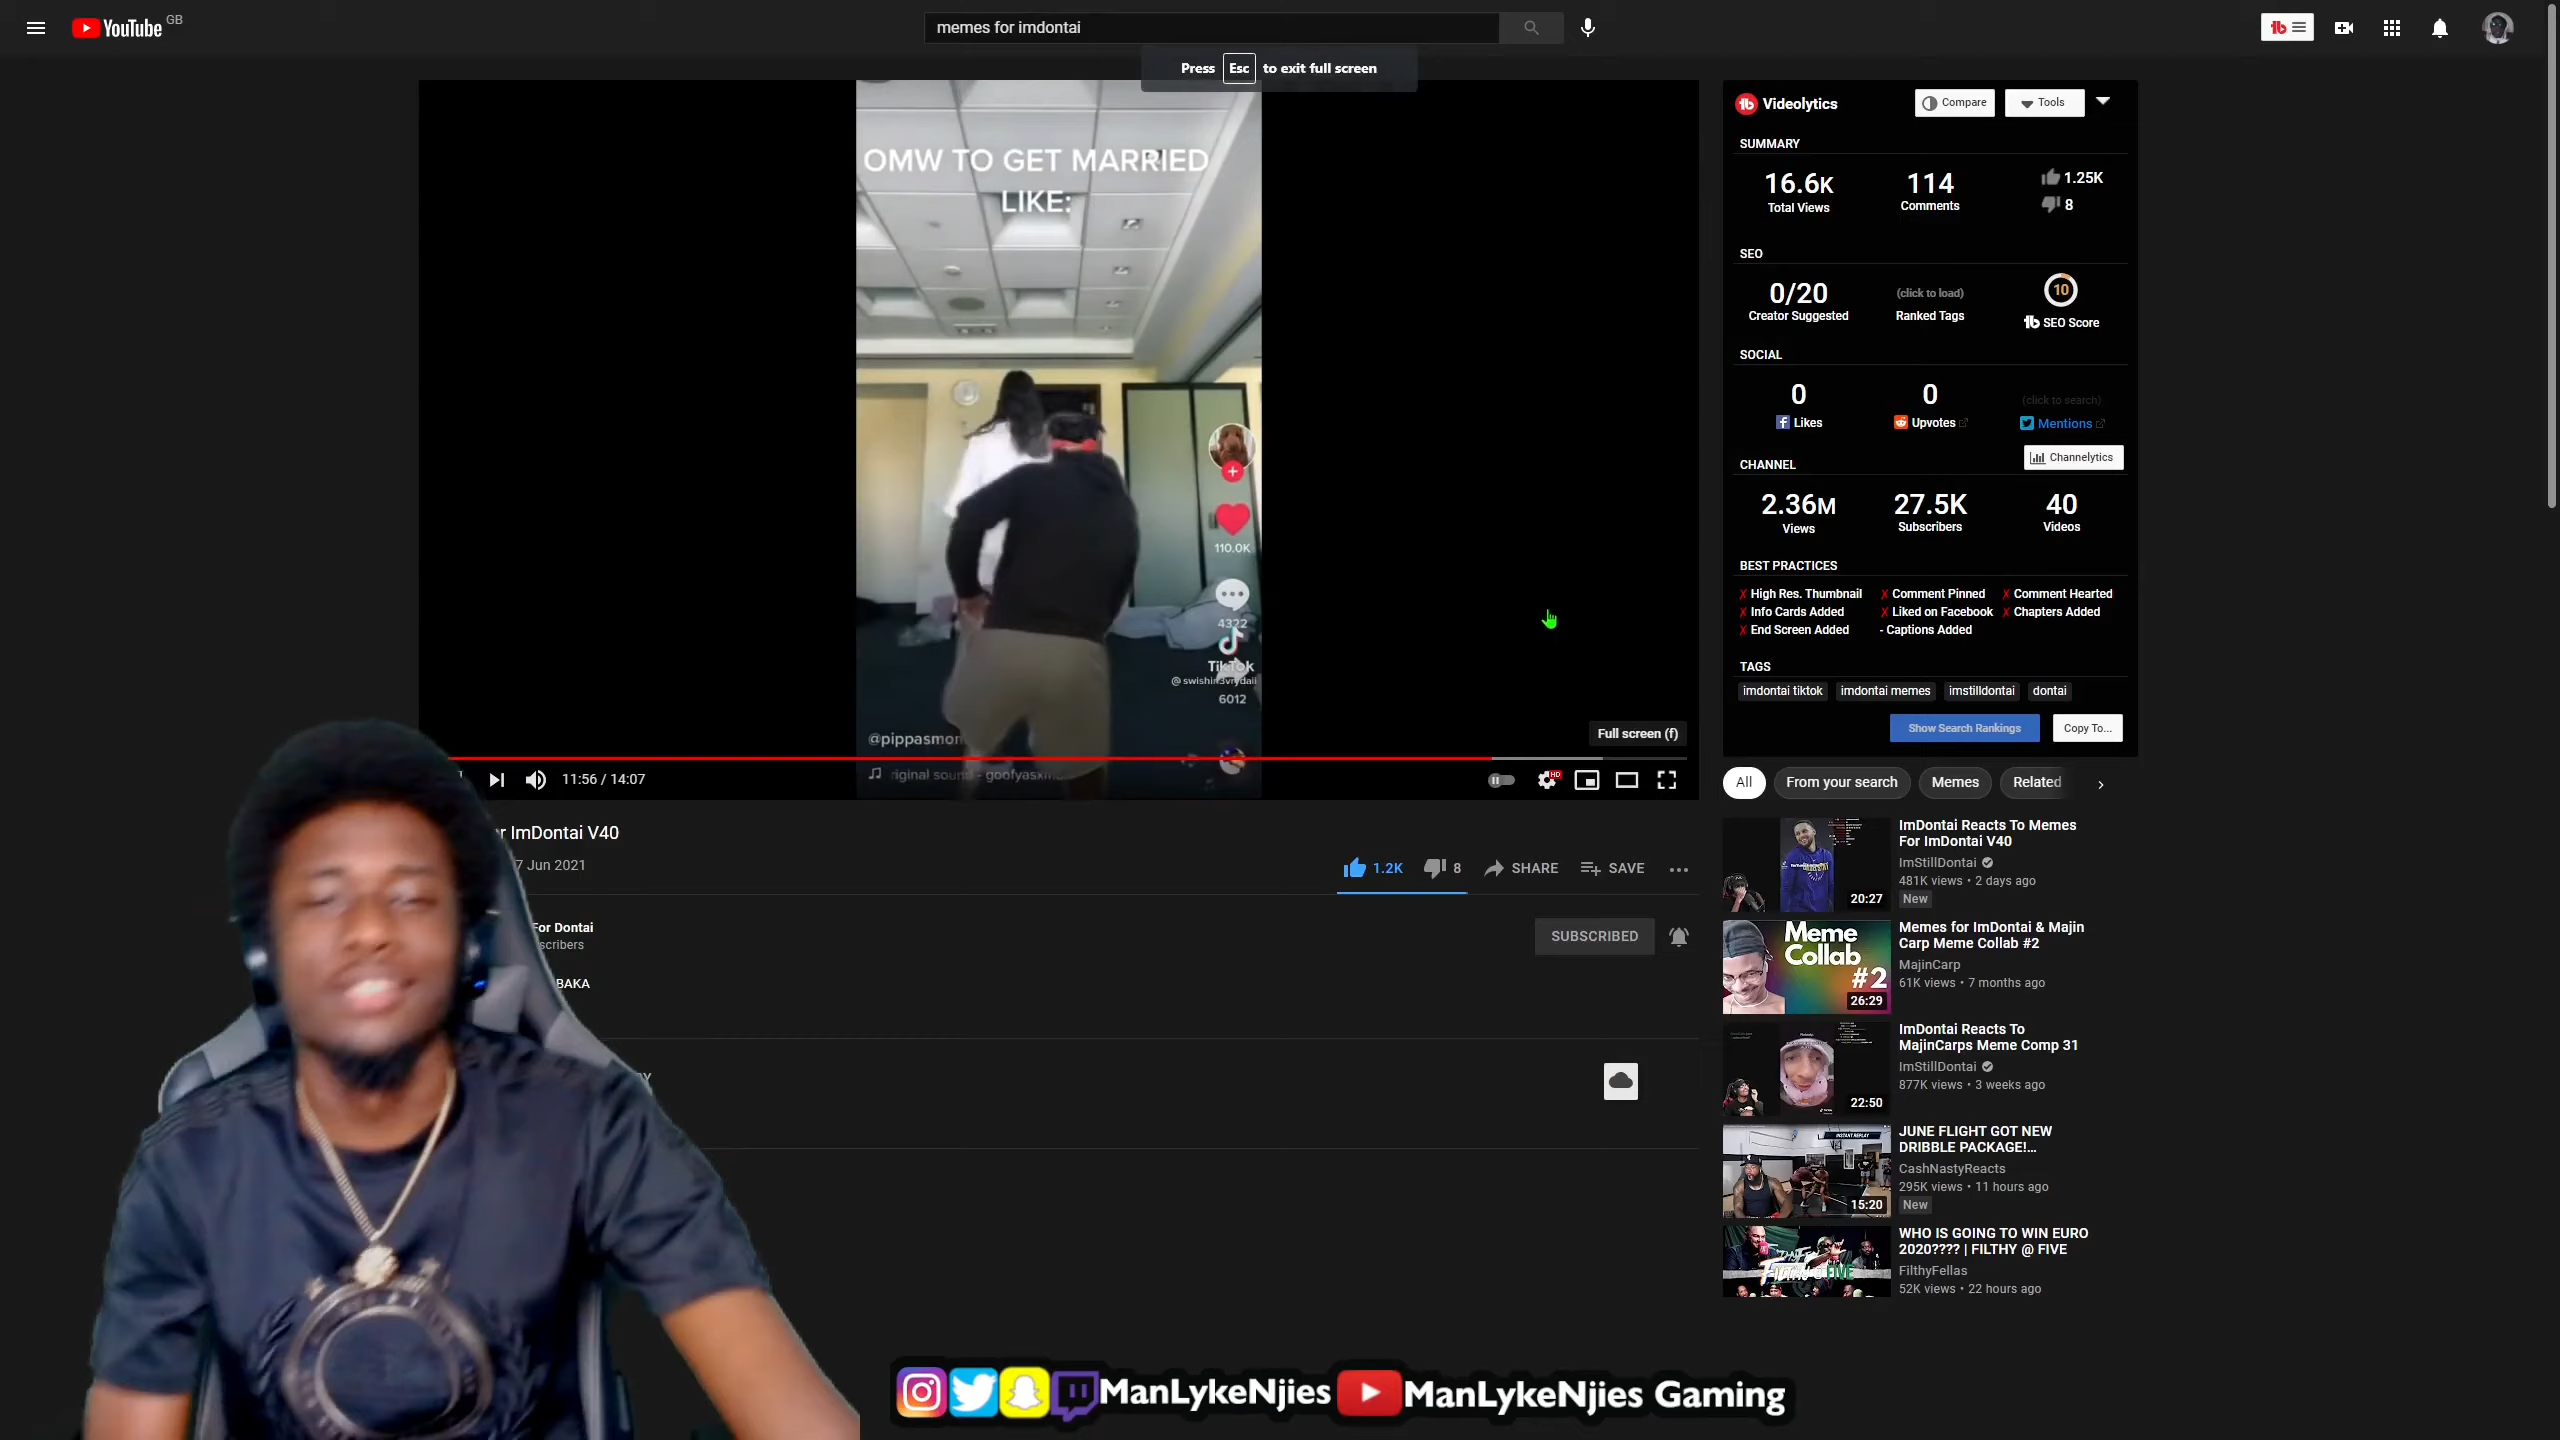 YouTube GB
memes for imdontai
Press Esc to exit full screen
OMW TO GET MARRIED
LIKE:
110.0K
4322
TikTok
6012
Full screen (f)
11:56 / 14:07
ImDontai V40
7 Jun 2021
1.2K 8 SHARE SAVE
For Dontai
scribers
SUBSCRIBED
BAKA
Videolytics Compare Tools
SUMMARY
16.6K 114 1.25K
Total Views Comments 8
SEO
0/20 (click to load) 10
Creator Suggested Ranked Tags SEO Score
SOCIAL
0 0 (click to search)
Likes Upvotes Mentions
CHANNEL Channelytics
2.36M 27.5K 40
Views Subscribers Videos
BEST PRACTICES
X High Res. Thumbnail X Comment Pinned X Comment Hearted
X Info Cards Added X Liked on Facebook X Chapters Added
X End Screen Added - Captions Added
TAGS
imdontai tiktok imdontai memes imstilldontai dontai
Show Search Rankings Copy To...
All From your search Memes Related
ImDontai Reacts To Memes
For ImDontai V40
ImStillDontai
481K views • 2 days ago
New
20:27
Meme
Collab
#2
26:29
Memes for ImDontai & Majin
Carp Meme Collab #2
MajinCarp
61K views • 7 months ago
ImDontai Reacts To
MajinCarps Meme Comp 31
ImStillDontai
877K views • 3 weeks ago
22:50
JUNE FLIGHT GOT NEW
DRIBBLE PACKAGE!...
CashNastyReacts
295K views • 11 hours ago
New
15:20
WHO IS GOING TO WIN EURO
2020???? | FILTHY @ FIVE
FilthyFellas
52K views • 22 hours ago
ManLykeNjies ManLykeNjies Gaming